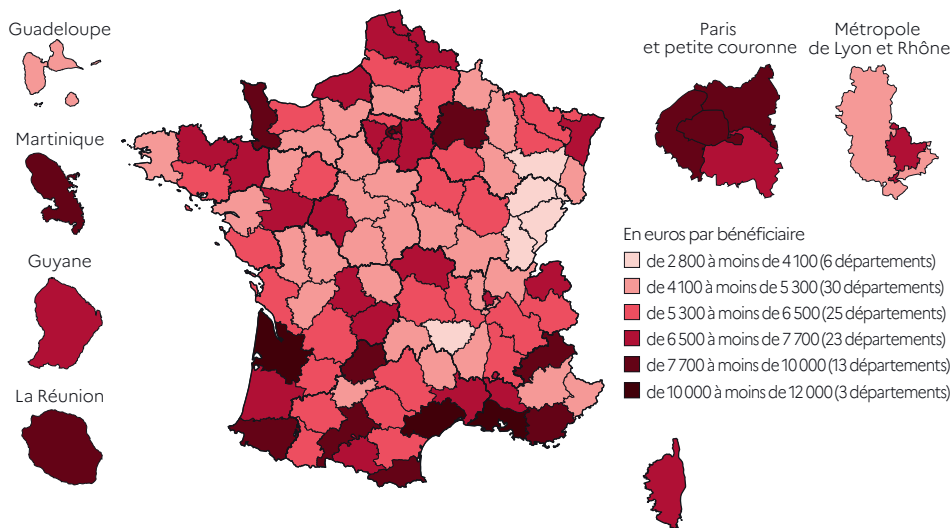 Guadeloupe
Martinique
Guyane
La Réunion
Paris
et petite couronne
Métropole
de Lyon et Rhône
En euros par bénéficiaire
de 2 800 à moins de 4 100 (6 départements)
de 4 100 à moins de 5 300 (30 départements)
de 5 300 à moins de 6 500 (25 départements)
de 6 500 à moins de 7 700 (23 départements)
de 7 700 à moins de 10 000 (13 départements)
de 10 000 à moins de 12 000 (3 départements)